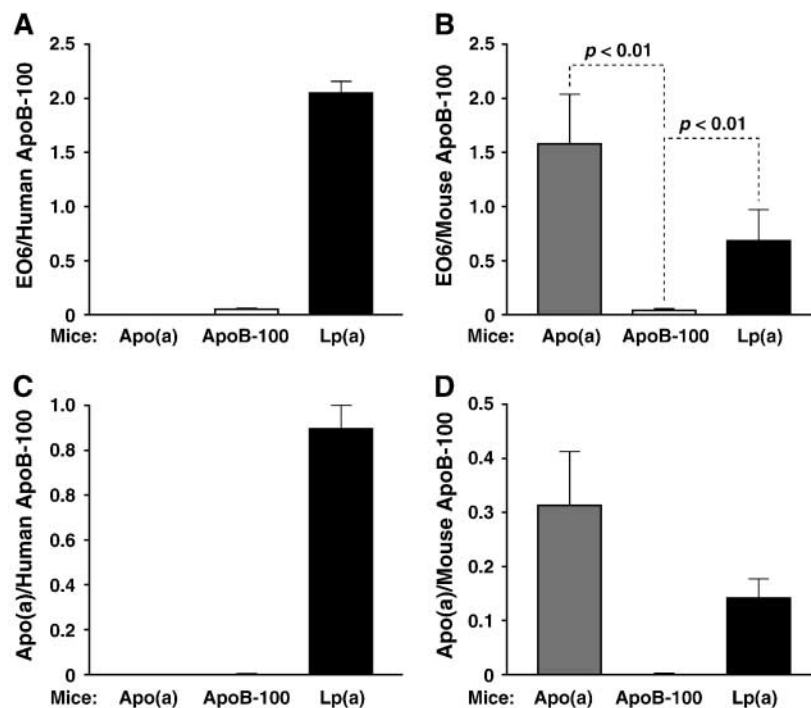 A
EO6/Human ApoB-100
2.5
2.0
1.5
1.0
0.5
0
Mice: Apo(a) ApoB-100 Lp(a)
B
EO6/Mouse ApoB-100
2.5
2.0
1.5
1.0
0.5
0
p < 0.01
p < 0.01
Mice: Apo(a) ApoB-100 Lp(a)
C
Apo(a)/Human ApoB-100
1.0
0.8
0.6
0.4
0.2
0
Mice: Apo(a) ApoB-100 Lp(a)
D
Apo(a)/Mouse ApoB-100
0.5
0.4
0.3
0.2
0.1
0
Mice: Apo(a) ApoB-100 Lp(a)